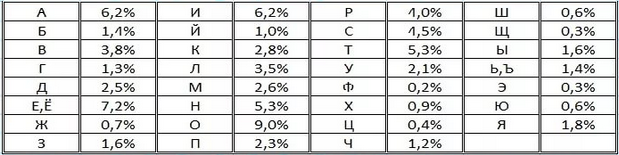 А 6,2% И 6,2% Р 4,0% Ш 0,6%
Б 1,4% Й 1,0% С 4,5% Щ 0,3%
В 3,8% К 2,8% Т 5,3% Ы 1,6%
Г 1,3% Л 3,5% У 2,1% Ь,Ъ 1,4%
Д 2,5% М 2,6% Ф 0,2% Э 0,3%
Е,Ё 7,2% Н 5,3% Х 0,9% Ю 0,6%
Ж 0,7% О 9,0% Ц 0,4% Я 1,8%
З 1,6% П 2,3% Ч 1,2%